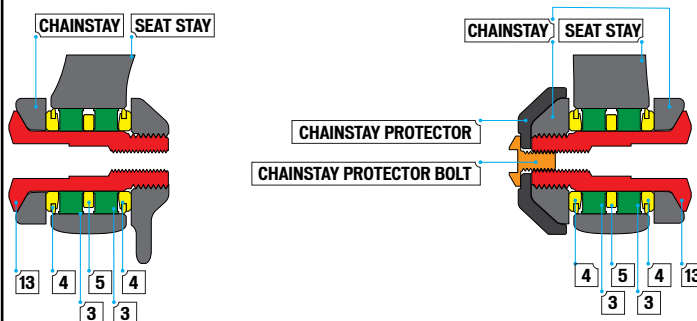 CHAINSTAY SEAT STAY
CHAINSTAY SEAT STAY
CHAINSTAY PROTECTOR
CHAINSTAY PROTECTOR BOLT
13 4 5 4
3 3
4 5 4 13
3 3